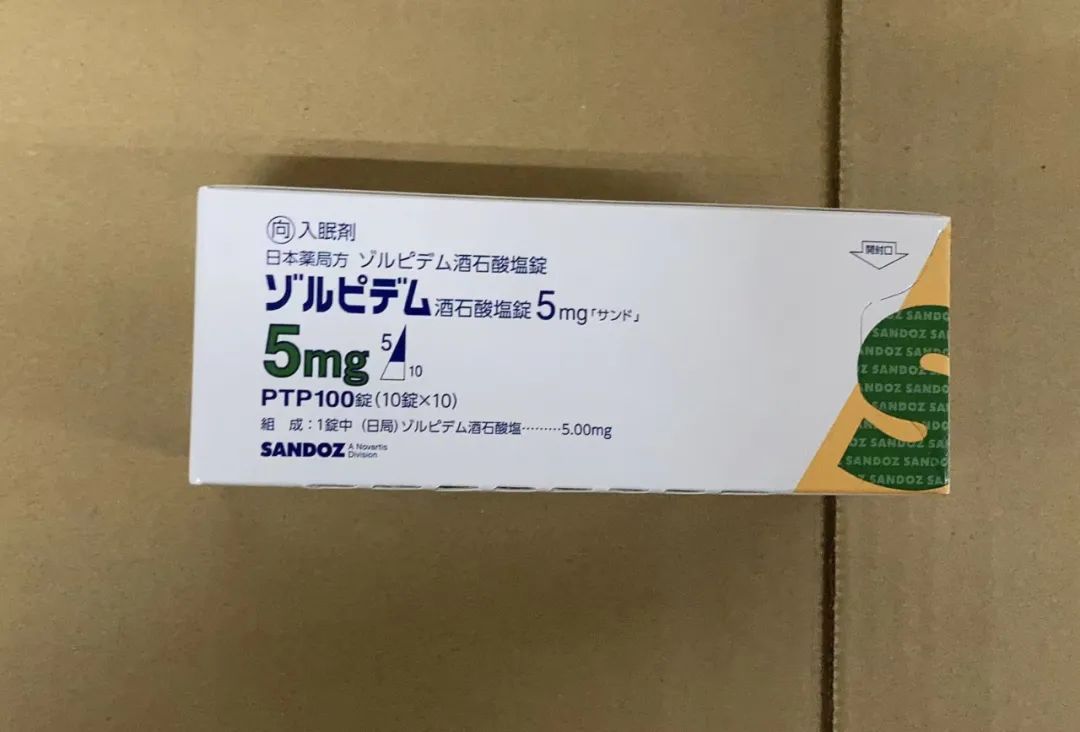 向 入眠剤
日本薬局方 ゾルピデム酒石酸塩錠
ゾルピデム 酒石酸塩錠 5mg「サンド」
5mg 5 10
PTP100錠(10錠×10)
組 成:1錠中 (日局)ゾルピデム酒石酸塩………5.00mg
SANDOZ A Novartis
Division
開封口
SANDOZ SANDOZ
SANDOZ SANDOZ
SANDOZ SANDOZ
SANDOZ SANDOZ